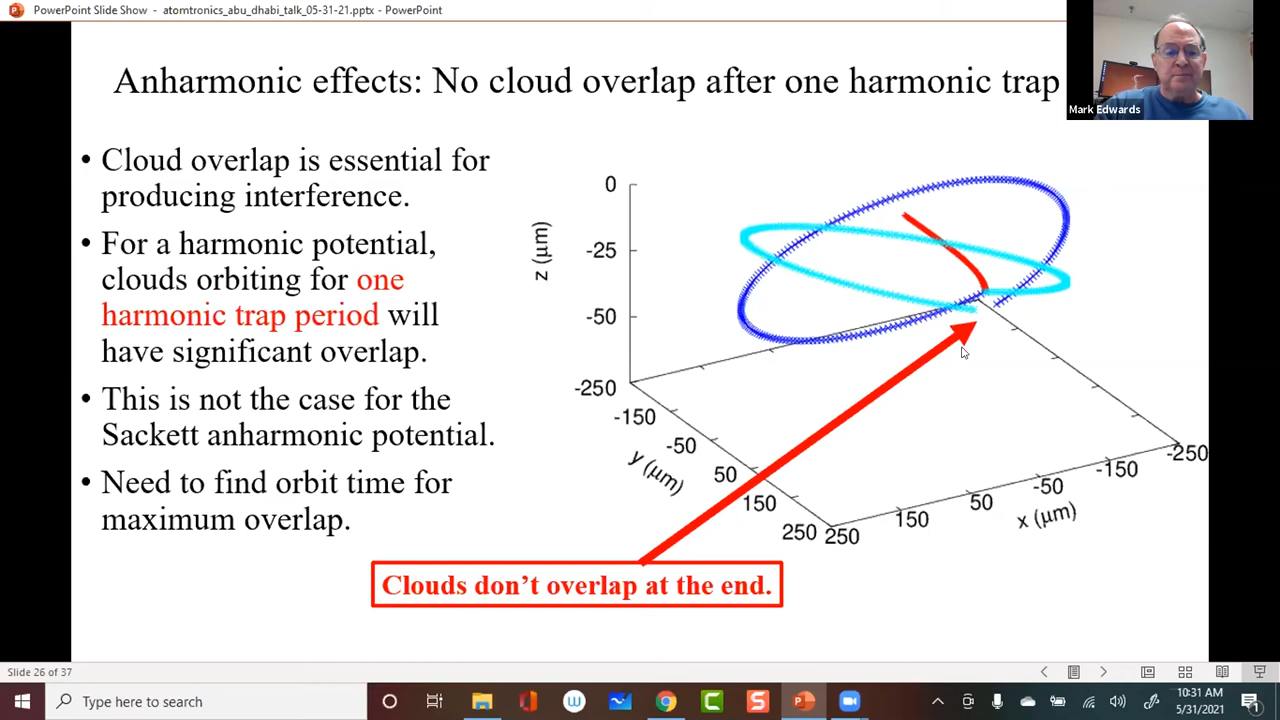 PowerPoint Slide Show - atomtronics_abu_dhabi_talk_05-31-21.pptx - PowerPoint
Mark Edwards
Anharmonic effects: No cloud overlap after one harmonic trap
• Cloud overlap is essential for
producing interference.
• For a harmonic potential,
clouds orbiting for one
harmonic trap period will
have significant overlap.
• This is not the case for the
Sackett anharmonic potential.
• Need to find orbit time for
maximum overlap.
0
-25
-50
z (μm)
-250
-150
-50
50
150
250
y (μm)
250
150
50
-50
-150
-250
x (μm)
Clouds don’t overlap at the end.
Slide 26 of 37
Type here to search
10:31 AM
5/31/2021
1